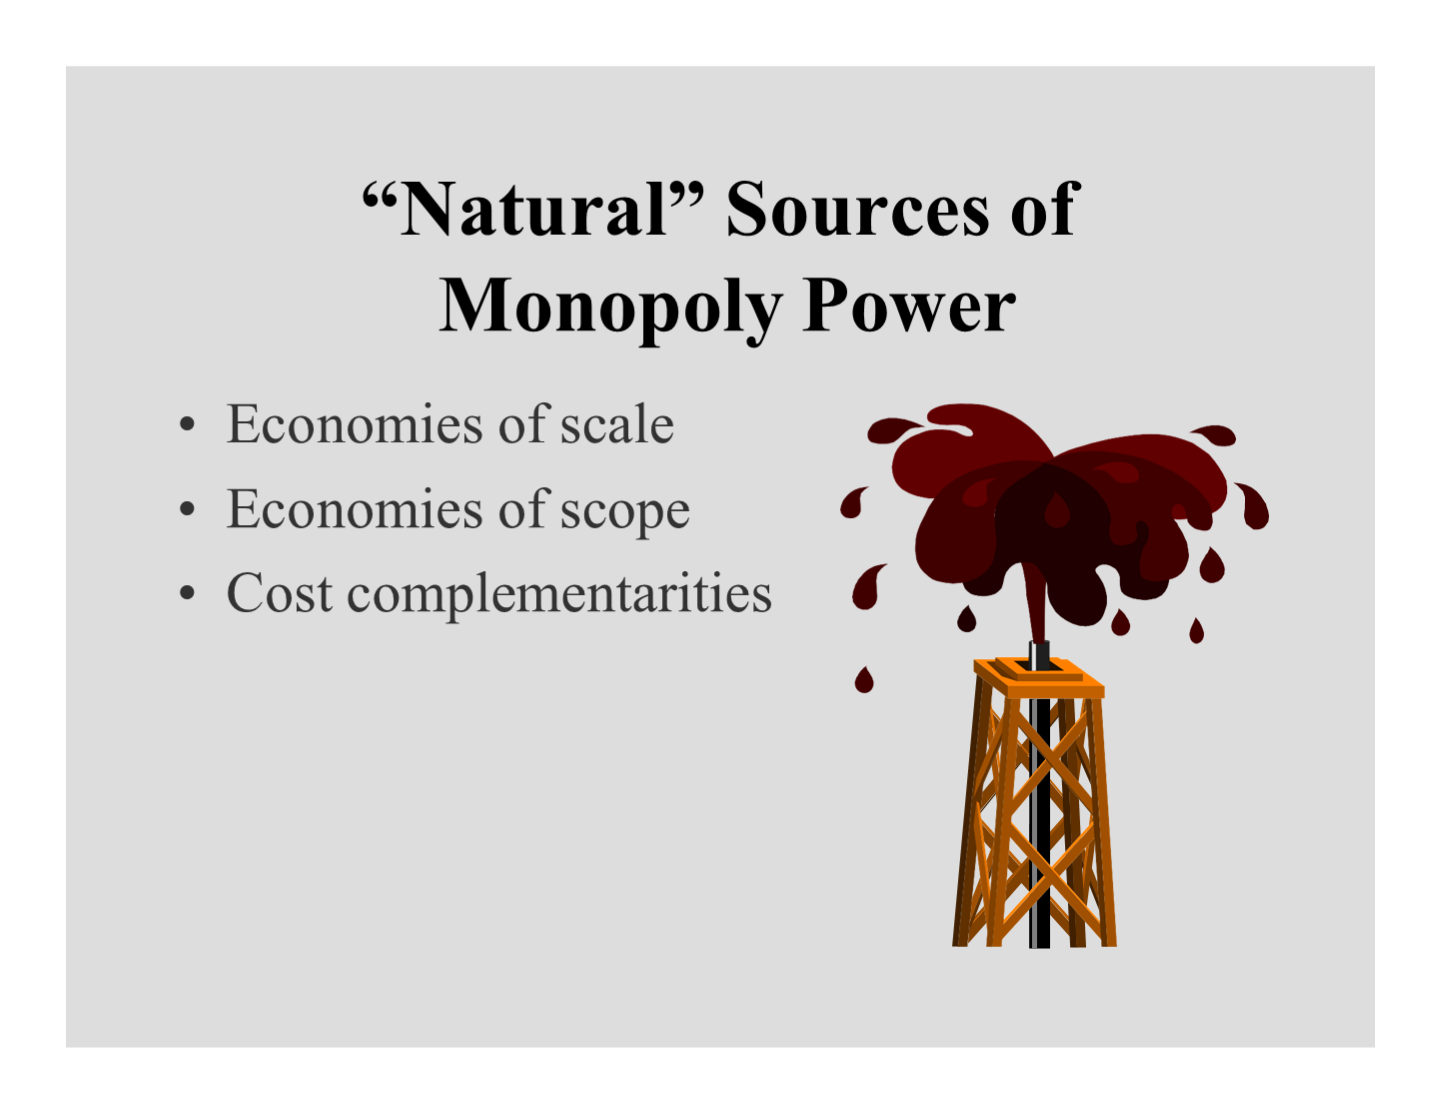 “Natural” Sources of
Monopoly Power
• Economies of scale
• Economies of scope
• Cost complementarities